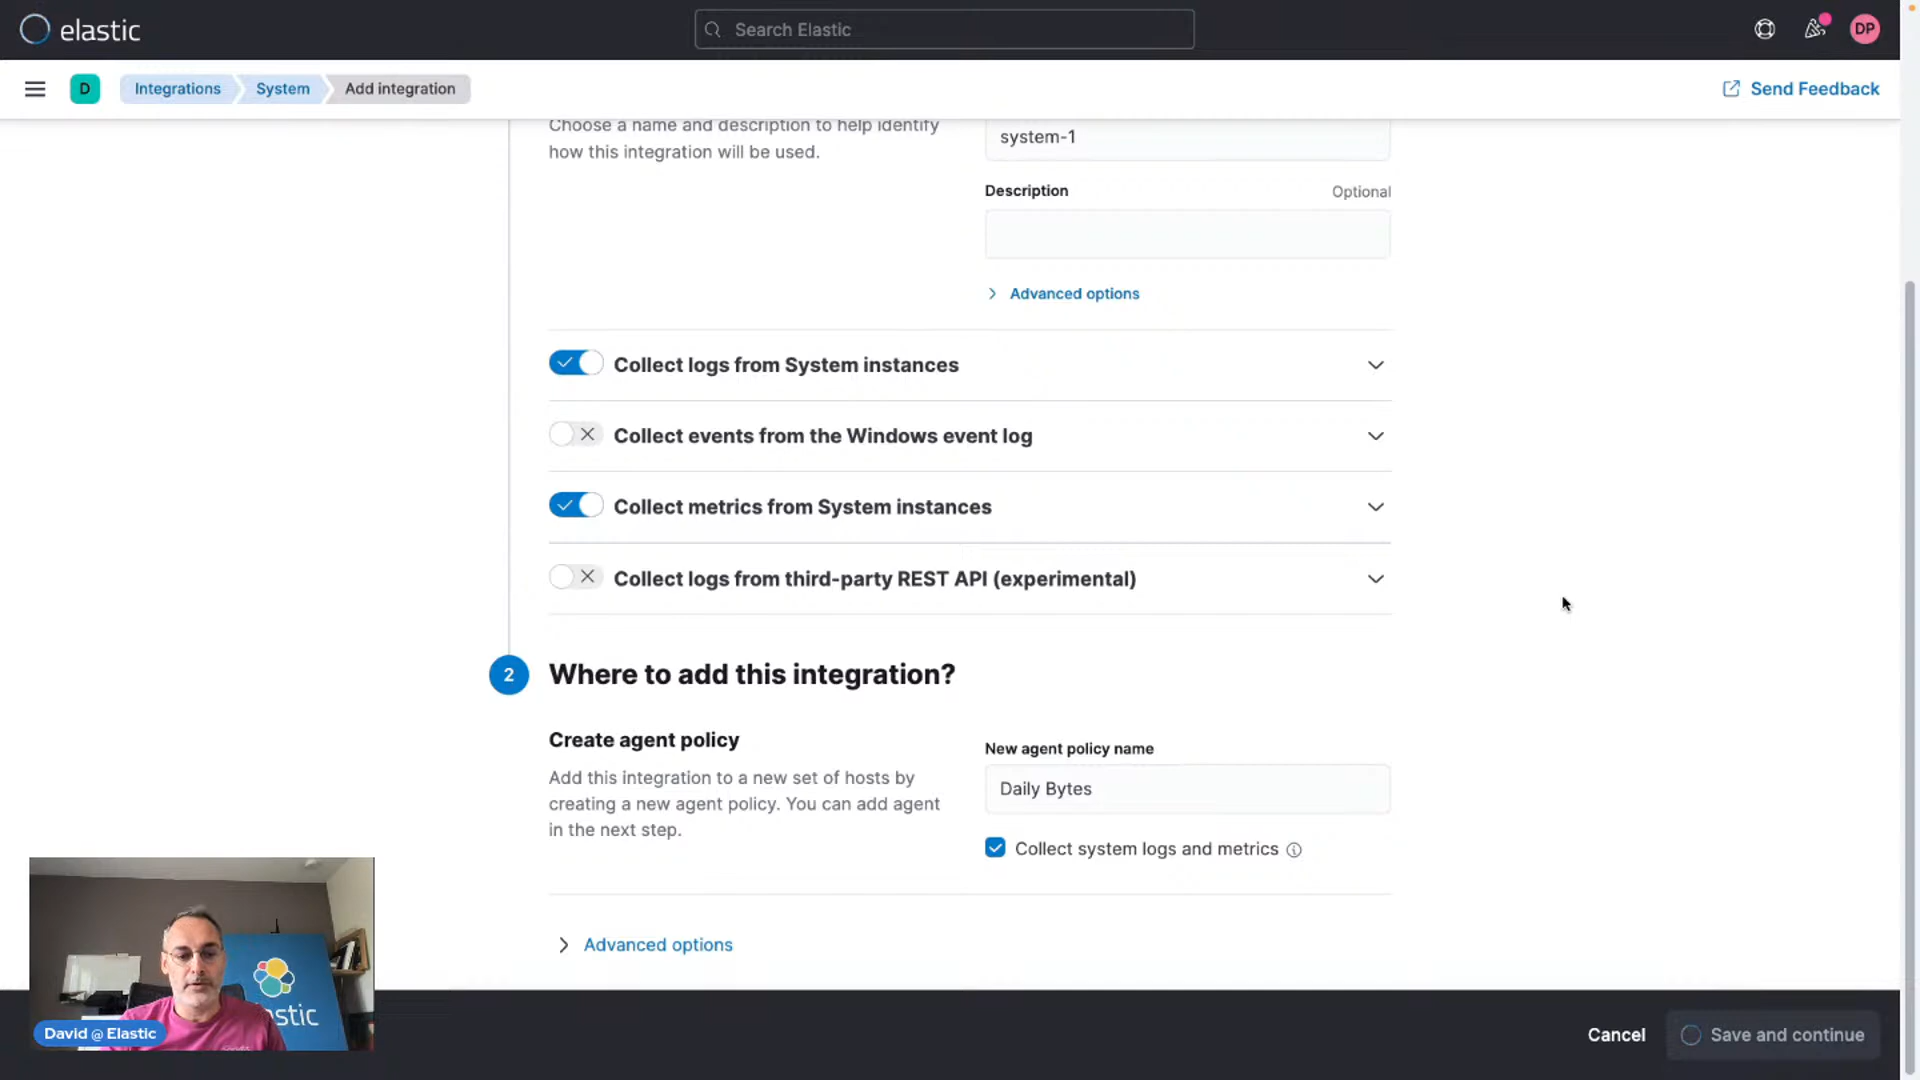 elastic
Search Elastic
DP
D
Integrations
System
Add integration
Send Feedback
Choose a name and description to help identify
how this integration will be used.
system-1
Description
Optional
Advanced options
Collect logs from System instances
Collect events from the Windows event log
Collect metrics from System instances
Collect logs from third-party REST API (experimental)
2
Where to add this integration?
Create agent policy
Add this integration to a new set of hosts by
creating a new agent policy. You can add agent
in the next step.
New agent policy name
Daily Bytes
Collect system logs and metrics
Advanced options
astic
David @ Elastic
Cancel
Save and continue